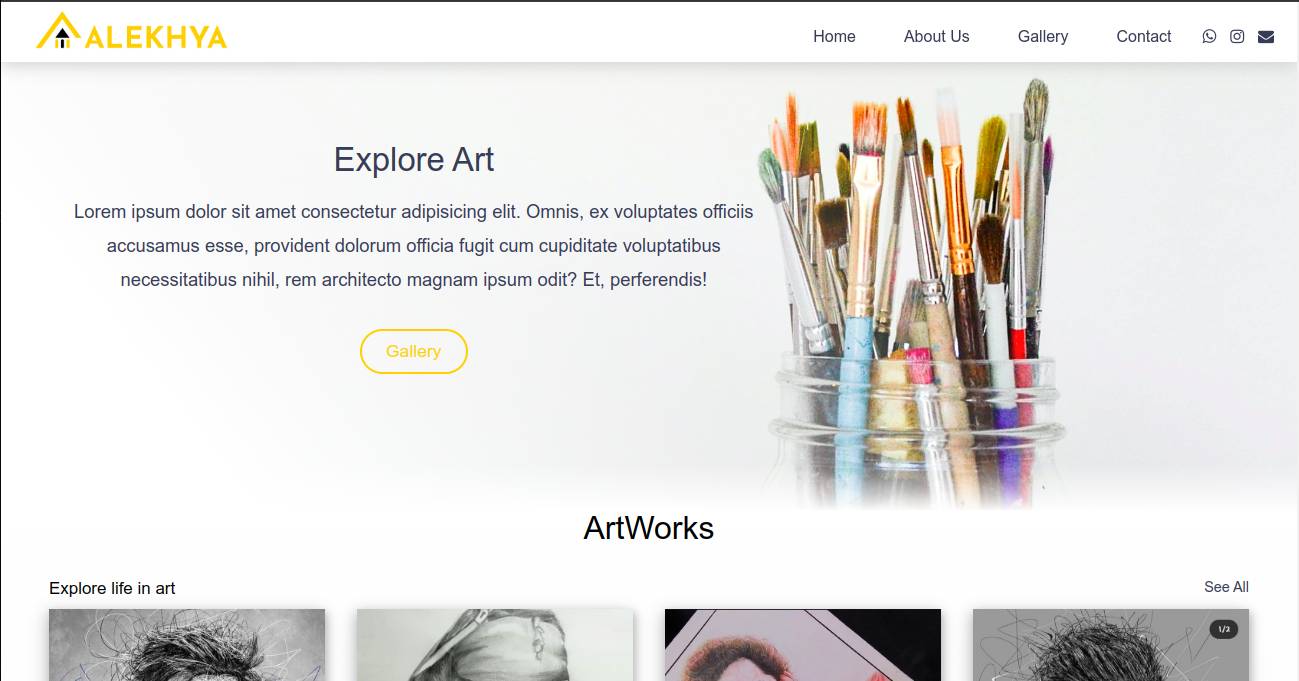 ALEKHYA
Home About Us Gallery Contact
Explore Art
Lorem ipsum dolor sit amet consectetur adipisicing elit. Omnis, ex voluptates officiis
accusamus esse, provident dolorum officia fugit cum cupiditate voluptatibus
necessitatibus nihil, rem architecto magnam ipsum odit? Et, perferendis!
Gallery
ArtWorks
Explore life in art
See All
1/2